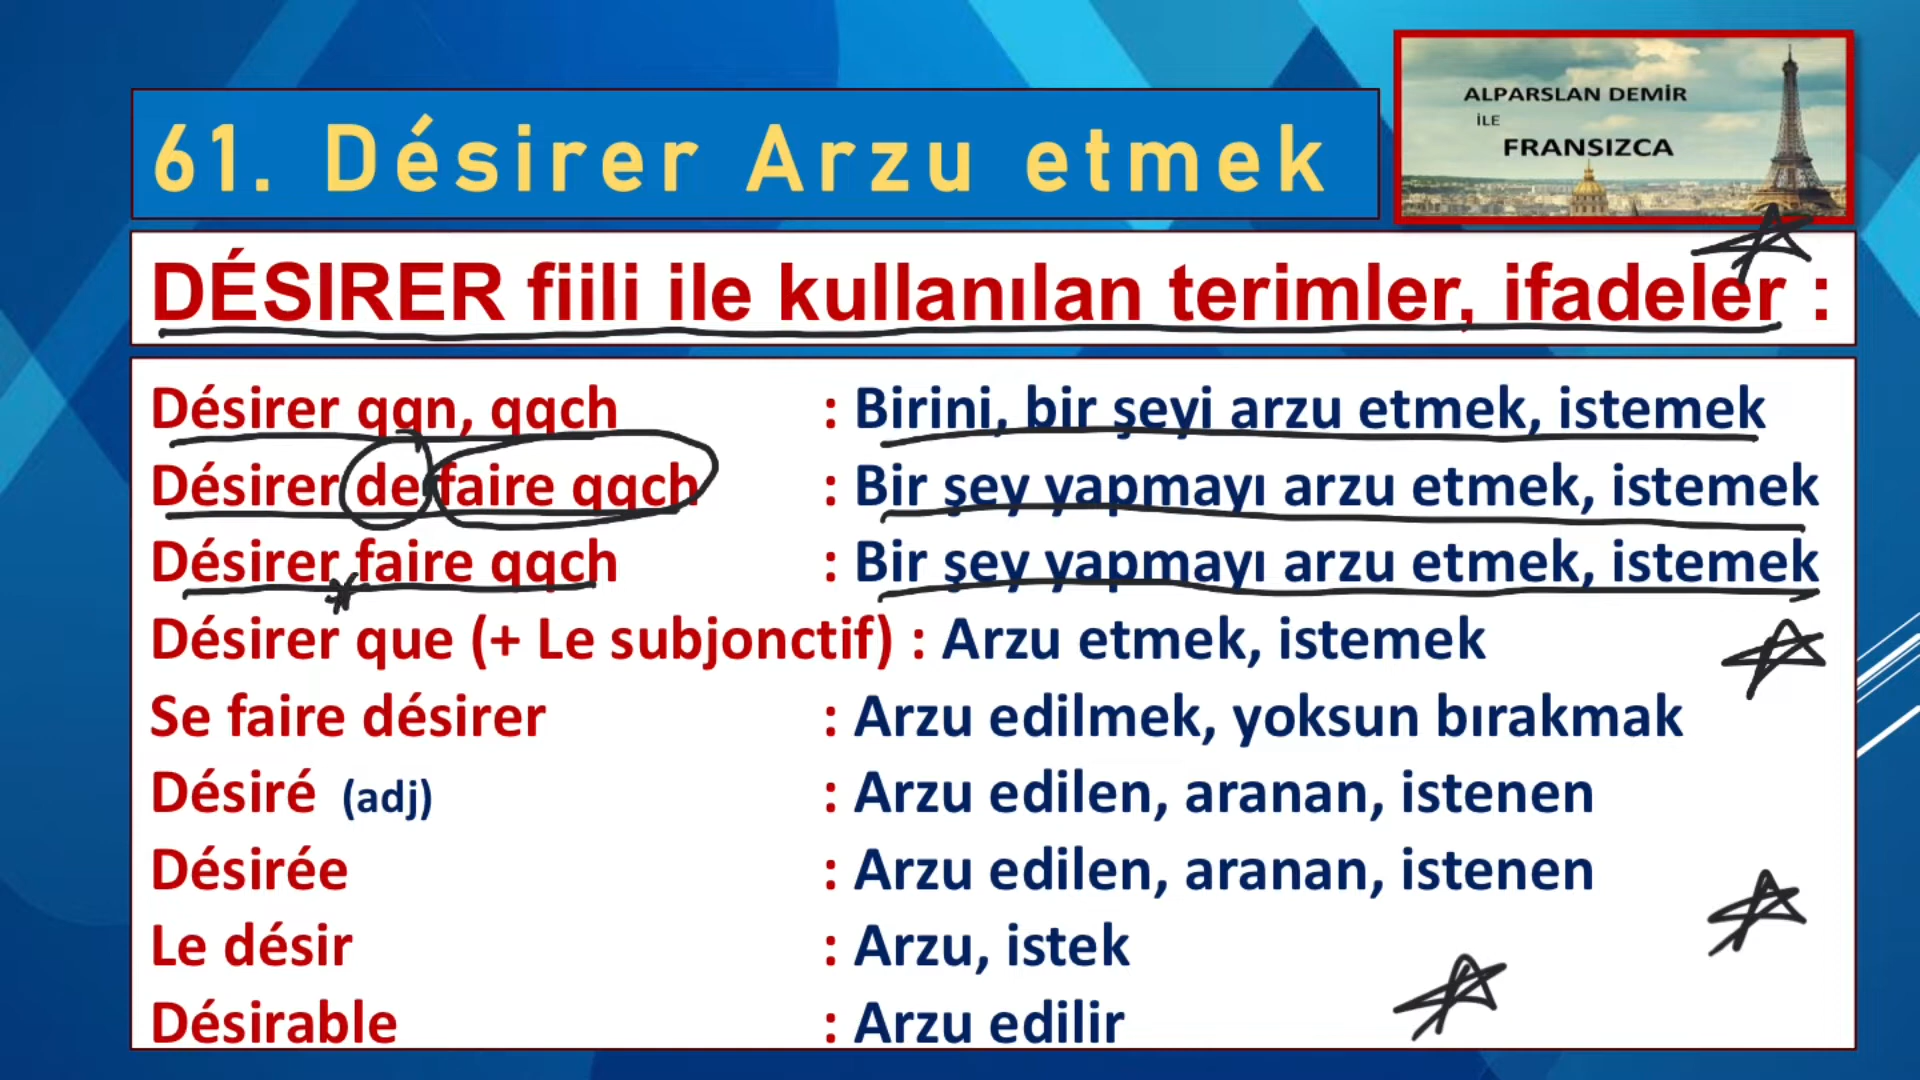 61. Désirer Arzu etmek
ALPARSLAN DEMİR
İLE
FRANSIZCA
DÉSIRER fiili ile kullanılan terimler, ifadeler :
Désirer qqn, qqch : Birini, bir şeyi arzu etmek, istemek
Désirer de faire qqch : Bir şey yapmayı arzu etmek, istemek
Désirer faire qqch : Bir şey yapmayı arzu etmek, istemek
Désirer que (+ Le subjonctif) : Arzu etmek, istemek
Se faire désirer : Arzu edilmek, yoksun bırakmak
Désiré (adj) : Arzu edilen, aranan, istenen
Désirée : Arzu edilen, aranan, istenen
Le désir : Arzu, istek
Désirable : Arzu edilir